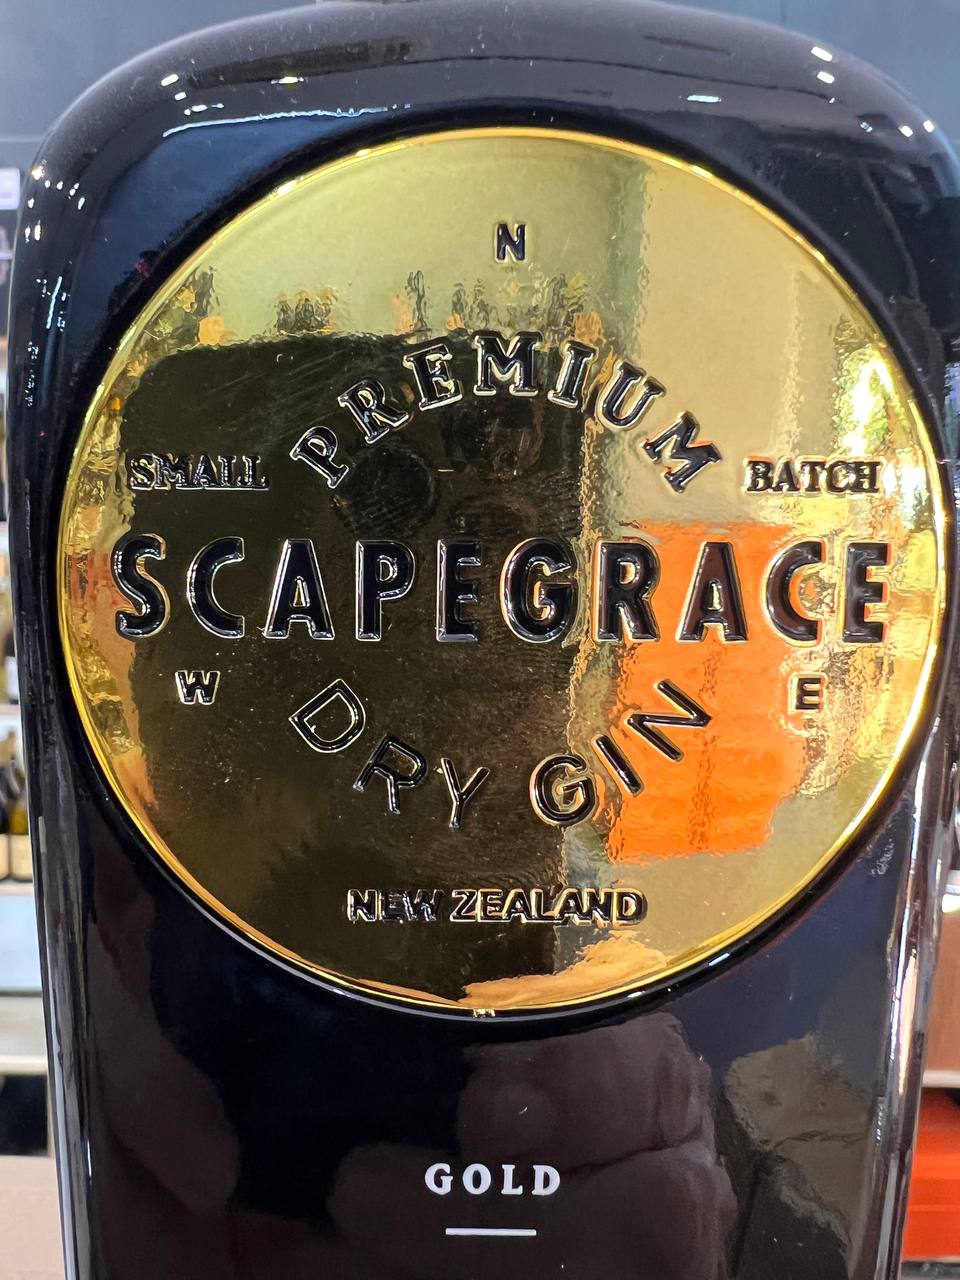 N
PREMIUM
SMALL BATCH
SCAPEGRACE
W E
DRY GIN
NEW ZEALAND
GOLD